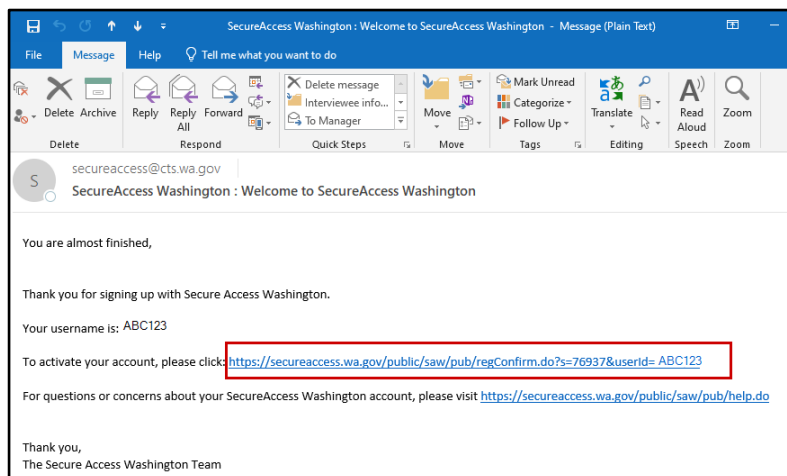 SecureAccess Washington : Welcome to SecureAccess Washington - Message (Plain Text)
File Message Help Tell me what you want to do
Delete Archive Reply Reply All Forward Delete message Interviewee info... To Manager Move Mark Unread Categorize Follow Up Translate Read Aloud Zoom
Delete Respond Quick Steps Move Tags Editing Speech Zoom
S
secureaccess@cts.wa.gov
SecureAccess Washington : Welcome to SecureAccess Washington
You are almost finished,
Thank you for signing up with Secure Access Washington.
Your username is: ABC123
To activate your account, please click: https://secureaccess.wa.gov/public/saw/pub/regConfirm.do?s=76937&userId= ABC123
For questions or concerns about your SecureAccess Washington account, please visit https://secureaccess.wa.gov/public/saw/pub/help.do
Thank you,
The Secure Access Washington Team